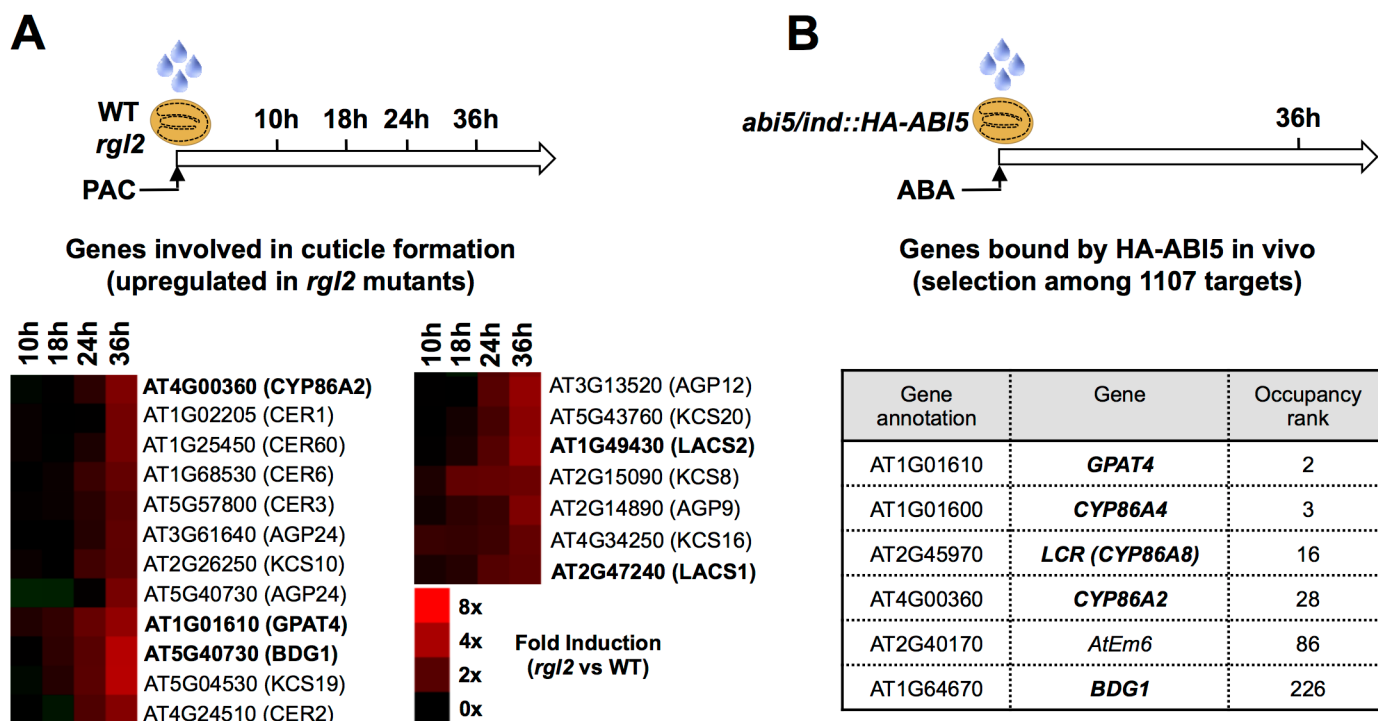 A
WT
rgl2
10h 18h 24h 36h
PAC
Genes involved in cuticle formation
(upregulated in rgl2 mutants)
10h 18h 24h 36h
AT4G00360 (CYP86A2)
AT1G02205 (CER1)
AT1G25450 (CER60)
AT1G68530 (CER6)
AT5G57800 (CER3)
AT3G61640 (AGP24)
AT2G26250 (KCS10)
AT5G40730 (AGP24)
AT1G01610 (GPAT4)
AT5G40730 (BDG1)
AT5G04530 (KCS19)
AT4G24510 (CER2)
10h 18h 24h 36h
AT3G13520 (AGP12)
AT5G43760 (KCS20)
AT1G49430 (LACS2)
AT2G15090 (KCS8)
AT2G14890 (AGP9)
AT4G34250 (KCS16)
AT2G47240 (LACS1)
8x
4x
2x
0x
Fold Induction
(rgl2 vs WT)
B
abi5/ind::HA-ABI5
36h
ABA
Genes bound by HA-ABI5 in vivo
(selection among 1107 targets)
Gene annotation Gene Occupancy rank
AT1G01610 GPAT4 2
AT1G01600 CYP86A4 3
AT2G45970 LCR (CYP86A8) 16
AT4G00360 CYP86A2 28
AT2G40170 AtEm6 86
AT1G64670 BDG1 226